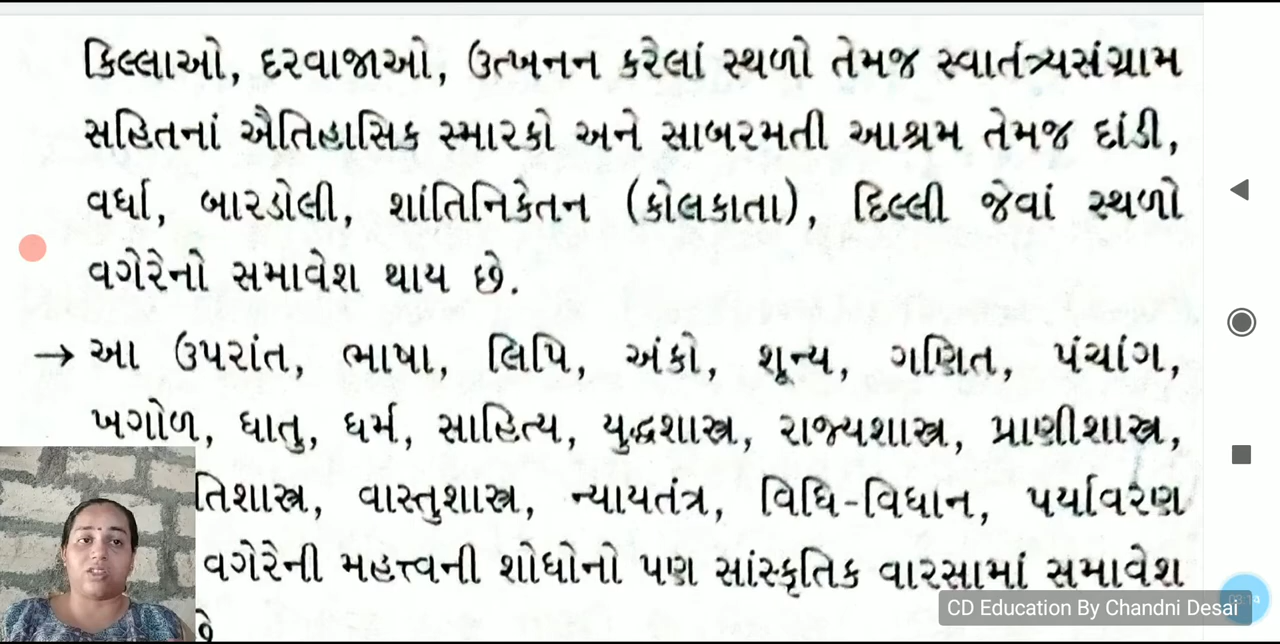 કિલ્લાઓ, દરવાજાઓ, ઉત્ખનન કરેલાં સ્થળો તેમજ સ્વાતંત્ર્યસંગ્રામ
સહિતનાં ઐતિહાસિક સ્મારકો અને સાબરમતી આશ્રમ તેમજ દાંડી,
વર્ધા, બારડોલી, શાંતિનિકેતન (કોલકાતા), દિલ્લી જેવાં સ્થળો
વગેરેનો સમાવેશ થાય છે.
→ આ ઉપરાંત, ભાષા, લિપિ, અંકો, શૂન્ય, ગણિત, પંચાંગ,
ખગોળ, ધાતુ, ધર્મ, સાહિત્ય, યુદ્ધશાસ્ત્ર, રાજ્યશાસ્ત્ર, પ્રાણીશાસ્ત્ર,
તિશાસ્ત્ર, વાસ્તુશાસ્ત્ર, ન્યાયતંત્ર, વિધિ-વિધાન, પર્યાવરણ
વગેરેની મહત્ત્વની શોધોનો પણ સાંસ્કૃતિક વારસામાં સમાવેશ
CD Education By Chandni Desai